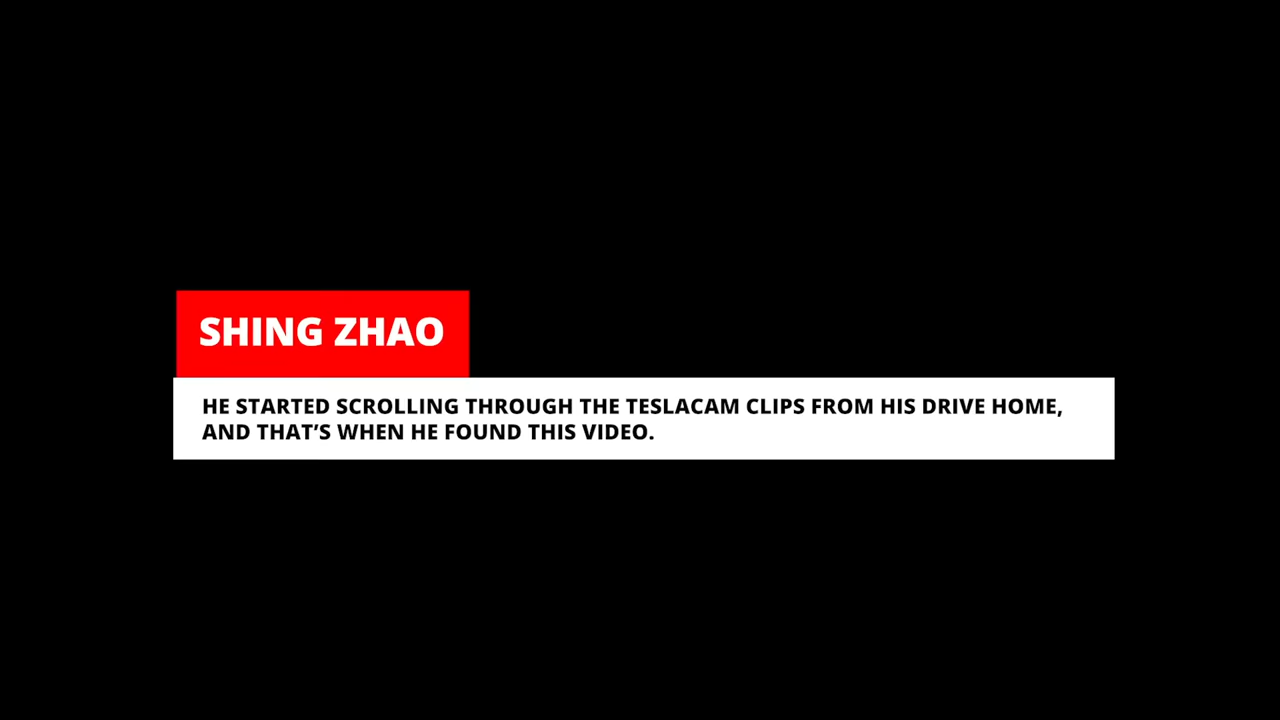 SHING ZHAO
HE STARTED SCROLLING THROUGH THE TESLACAM CLIPS FROM HIS DRIVE HOME,
AND THAT’S WHEN HE FOUND THIS VIDEO.